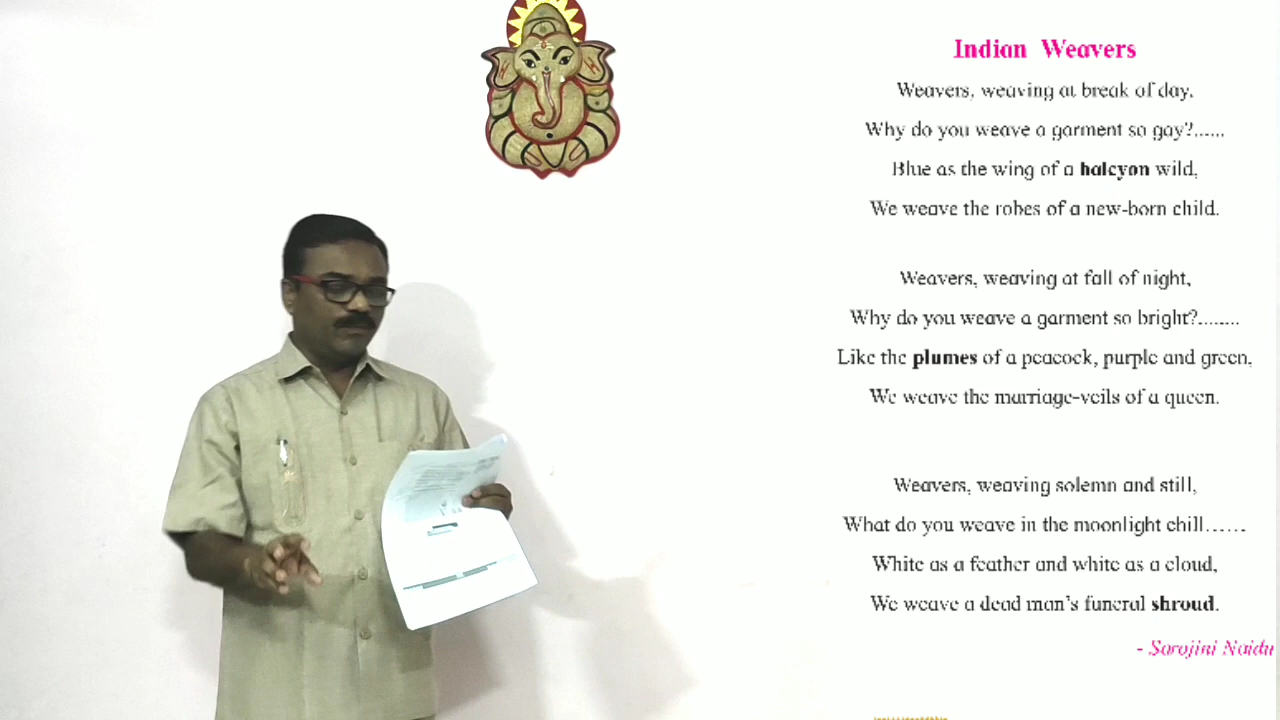 Indian Weavers
Weavers, weaving at break of day,
Why do you weave a garment so gay?......
Blue as the wing of a halcyon wild,
We weave the robes of a new-born child.
Weavers, weaving at fall of night,
Why do you weave a garment so bright?........
Like the plumes of a peacock, purple and green,
We weave the marriage-veils of a queen.
Weavers, weaving solemn and still,
What do you weave in the moonlight chill……
White as a feather and white as a cloud,
We weave a dead man's funeral shroud.
- Sarojini Naidu